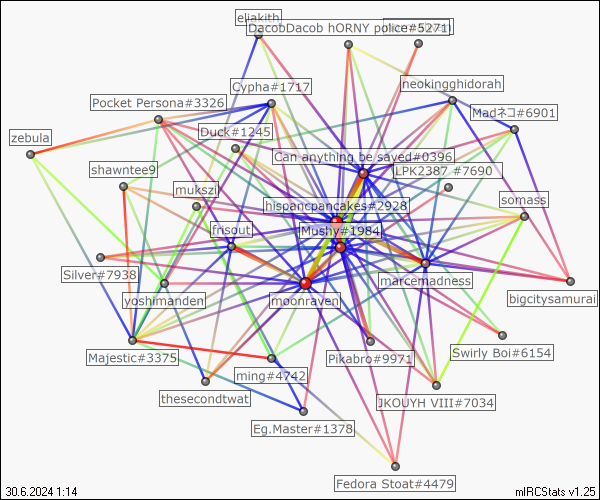 eliakith
DacobDacob hORNY police#5271
Cypha#1717
neokingghidorah
Pocket Persona#3326
Madネコ#6901
Duck#1245
zebula
Can anything be saved#0396
shawntee9
LPK2387 #7690
mukszi
somass
hispancpancakes#2928
frisout
Mushy#1984
Silver#7938
marcemadness
yoshimanden
moonraven
bigcitysamurai
Majestic#3375
Pikabro#9971
Swirly Boi#6154
ming#4742
thesecondtwat
JKOUYH VIII#7034
Eg.Master#1378
Fedora Stoat#4479
30.6.2024 1:14
mIRCStats v1.25